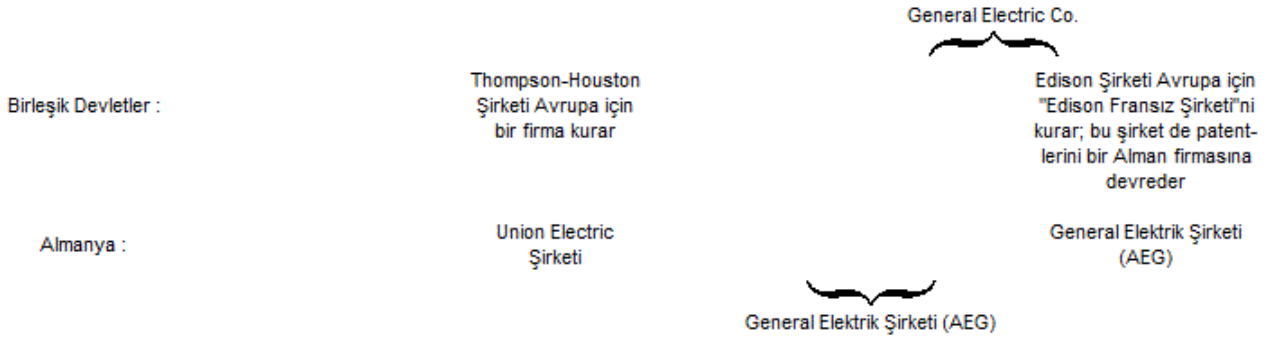 General Electric Co.
Birleşik Devletler :
Thompson-Houston
Şirketi Avrupa için
bir firma kurar
Edison Şirketi Avrupa için
"Edison Fransız Şirketi"ni
kurar; bu şirket de patent-
lerini bir Alman firmasına
devreder
Almanya :
Union Electric
Şirketi
General Elektrik Şirketi
(AEG)
General Elektrik Şirketi (AEG)